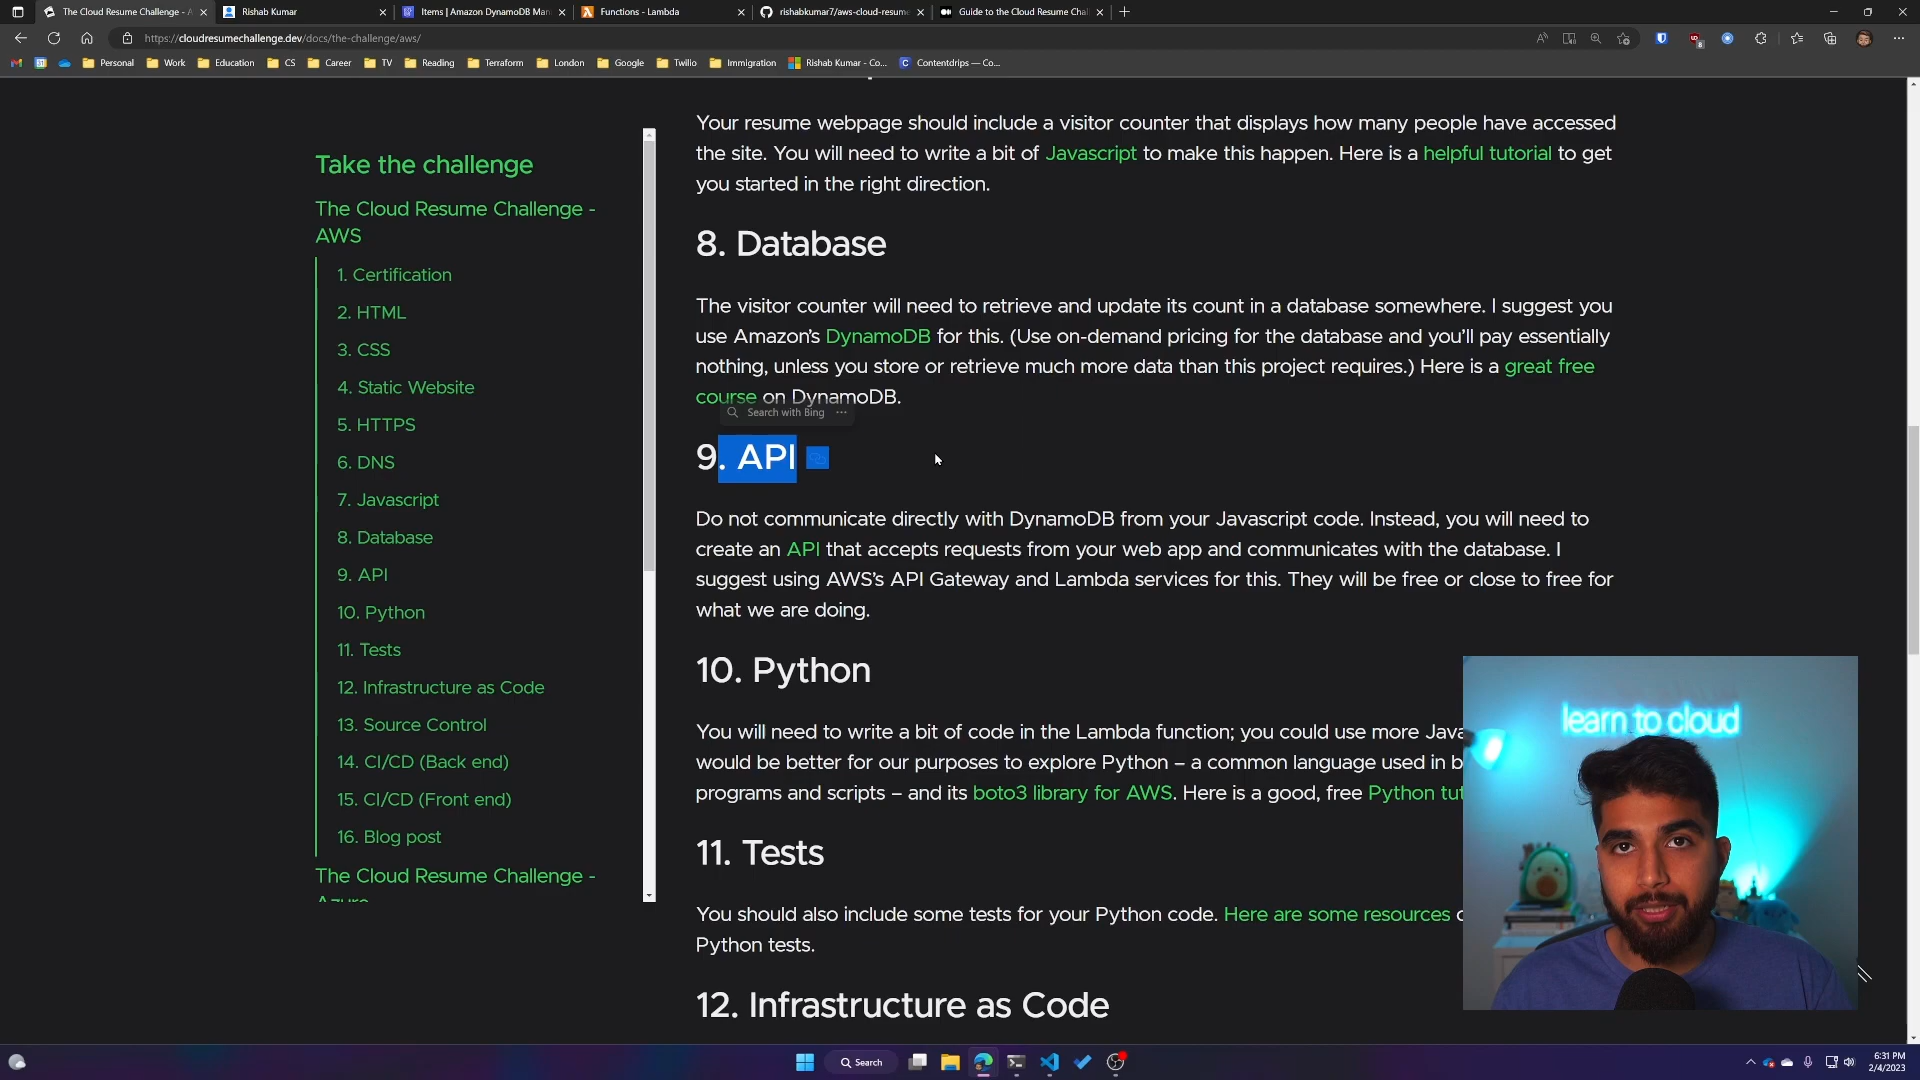 The Cloud Resume Challenge - A
Rishab Kumar
Items | Amazon DynamoDB Man
Functions - Lambda
rishabkumar7/aws-cloud-resume
Guide to the Cloud Resume Chal
https://cloudresumechallenge.dev/docs/the-challenge/aws/
Personal
Work
Education
CS
Career
TV
Reading
Terraform
London
Google
Twilio
Immigration
Rishab Kumar - Co...
Contentdrips — Co...
Take the challenge
The Cloud Resume Challenge -
AWS
1. Certification
2. HTML
3. CSS
4. Static Website
5. HTTPS
6. DNS
7. Javascript
8. Database
9. API
10. Python
11. Tests
12. Infrastructure as Code
13. Source Control
14. CI/CD (Back end)
15. CI/CD (Front end)
16. Blog post
The Cloud Resume Challenge -
Azure
Your resume webpage should include a visitor counter that displays how many people have accessed
the site. You will need to write a bit of Javascript to make this happen. Here is a helpful tutorial to get
you started in the right direction.
8. Database
The visitor counter will need to retrieve and update its count in a database somewhere. I suggest you
use Amazon's DynamoDB for this. (Use on-demand pricing for the database and you'll pay essentially
nothing, unless you store or retrieve much more data than this project requires.) Here is a great free
course on DynamoDB.
Search with Bing
9. API
Do not communicate directly with DynamoDB from your Javascript code. Instead, you will need to
create an API that accepts requests from your web app and communicates with the database. I
suggest using AWS's API Gateway and Lambda services for this. They will be free or close to free for
what we are doing.
10. Python
You will need to write a bit of code in the Lambda function; you could use more Java
would be better for our purposes to explore Python – a common language used in b
programs and scripts – and its boto3 library for AWS. Here is a good, free Python tut
11. Tests
You should also include some tests for your Python code. Here are some resources
Python tests.
12. Infrastructure as Code
learn to cloud
Search
6:31 PM
2/4/2023